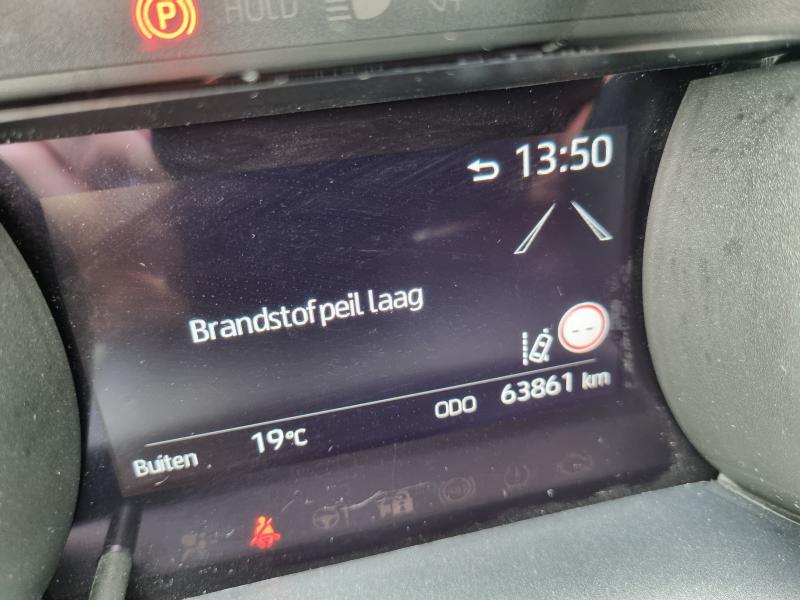 P HOLD
13:50
Brandstofpeil laag
--
ODO 63861 km
Buiten 19°C